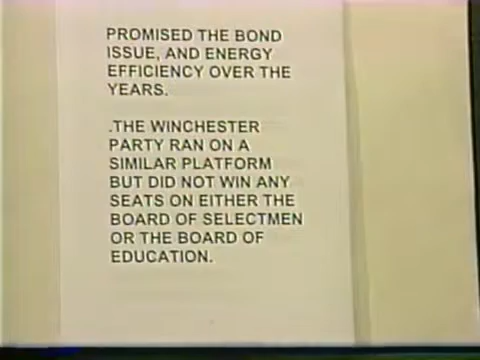 PROMISED THE BOND
ISSUE, AND ENERGY
EFFICIENCY OVER THE
YEARS.
.THE WINCHESTER
PARTY RAN ON A
SIMILAR PLATFORM
BUT DID NOT WIN ANY
SEATS ON EITHER THE
BOARD OF SELECTMEN
OR THE BOARD OF
EDUCATION.